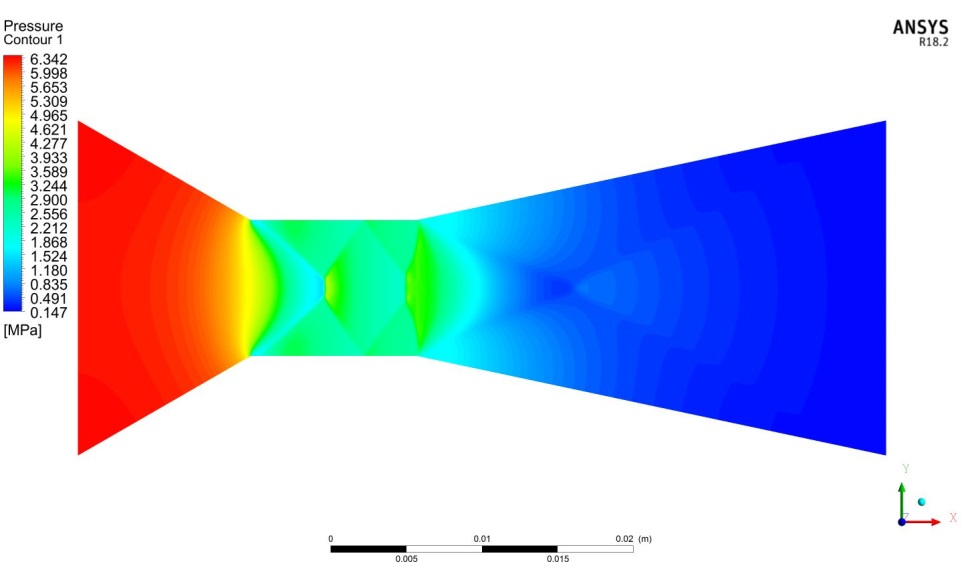 Pressure
Contour 1
6.342
5.998
5.653
5.309
4.965
4.621
4.277
3.933
3.589
3.244
2.900
2.556
2.212
1.868
1.524
1.180
0.835
0.491
0.147
[MPa]
ANSYS
R18.2
Y
Z
X
0
0.01
0.02 (m)
0.005
0.015